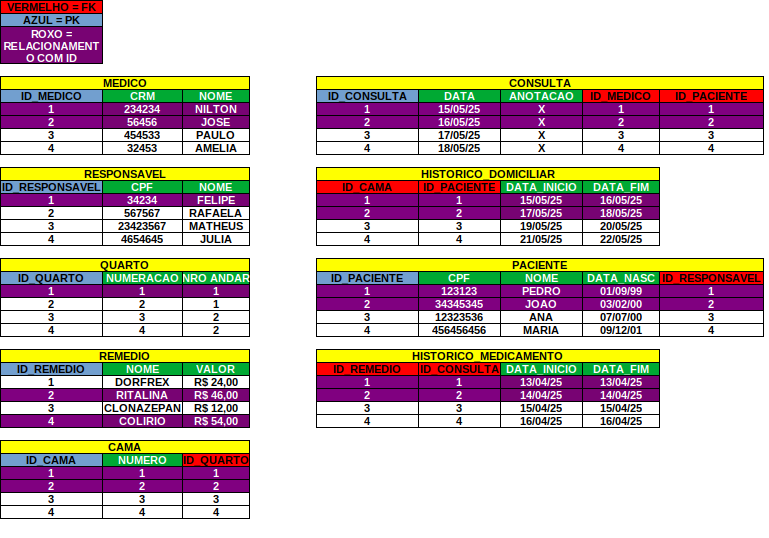 VERMELHO = FK
AZUL = PK
ROXO =
RELACIONAMENT
O COM ID
MEDICO
ID_MEDICO CRM NOME
1 234234 NILTON
2 56456 JOSE
3 454533 PAULO
4 32453 AMELIA
CONSULTA
ID_CONSULTA DATA ANOTACAO ID_MEDICO ID_PACIENTE
1 15/05/25 X 1 1
2 16/05/25 X 2 2
3 17/05/25 X 3 3
4 18/05/25 X 4 4
RESPONSAVEL
ID_RESPONSAVEL CPF NOME
1 34234 FELIPE
2 567567 RAFAELA
3 23423567 MATHEUS
4 4654645 JULIA
HISTORICO_DOMICILIAR
ID_CAMA ID_PACIENTE DATA_INICIO DATA_FIM
1 1 15/05/25 16/05/25
2 2 17/05/25 18/05/25
3 3 19/05/25 20/05/25
4 4 21/05/25 22/05/25
QUARTO
ID_QUARTO NUMERACAO NRO ANDAR
1 1 1
2 2 1
3 3 2
4 4 2
PACIENTE
ID_PACIENTE CPF NOME DATA_NASC ID_RESPONSAVEL
1 123123 PEDRO 01/09/99 1
2 34345345 JOAO 03/02/00 2
3 12323536 ANA 07/07/00 3
4 456456456 MARIA 09/12/01 4
REMEDIO
ID_REMEDIO NOME VALOR
1 DORFREX R$ 24,00
2 RITALINA R$ 46,00
3 CLONAZEPAN R$ 12,00
4 COLIRIO R$ 54,00
HISTORICO_MEDICAMENTO
ID_REMEDIO ID_CONSULTA DATA_INICIO DATA_FIM
1 1 13/04/25 13/04/25
2 2 14/04/25 14/04/25
3 3 15/04/25 15/04/25
4 4 16/04/25 16/04/25
CAMA
ID_CAMA NUMERO ID_QUARTO
1 1 1
2 2 2
3 3 3
4 4 4